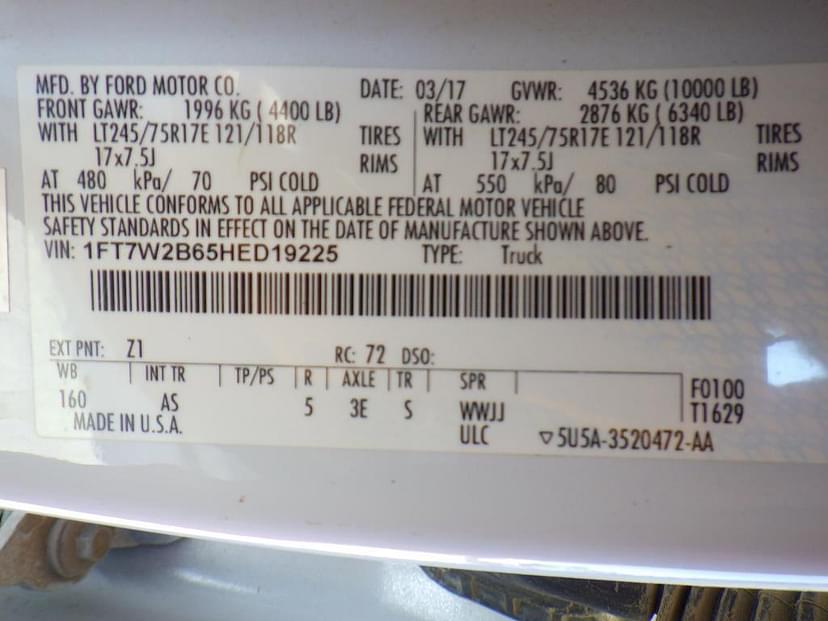 MFD. BY FORD MOTOR CO. DATE: 03/17 GVWR: 4536 KG (10000 LB)
FRONT GAWR: 1996 KG ( 4400 LB) REAR GAWR: 2876 KG ( 6340 LB)
WITH LT245/75R17E 121/118R TIRES WITH LT245/75R17E 121/118R TIRES
17x7.5J RIMS 17x7.5J RIMS
AT 480 kPa/ 70 PSI COLD AT 550 kPa/ 80 PSI COLD
THIS VEHICLE CONFORMS TO ALL APPLICABLE FEDERAL MOTOR VEHICLE
SAFETY STANDARDS IN EFFECT ON THE DATE OF MANUFACTURE SHOWN ABOVE.
VIN: 1FT7W2B65HED19225 TYPE: Truck
EXT PNT: Z1 RC: 72 DSO:
WB INT TR TP/PS R AXLE TR SPR F0100
160 AS 5 3E S WWJJ T1629
MADE IN U.S.A. ULC ▽5U5A-3520472-AA